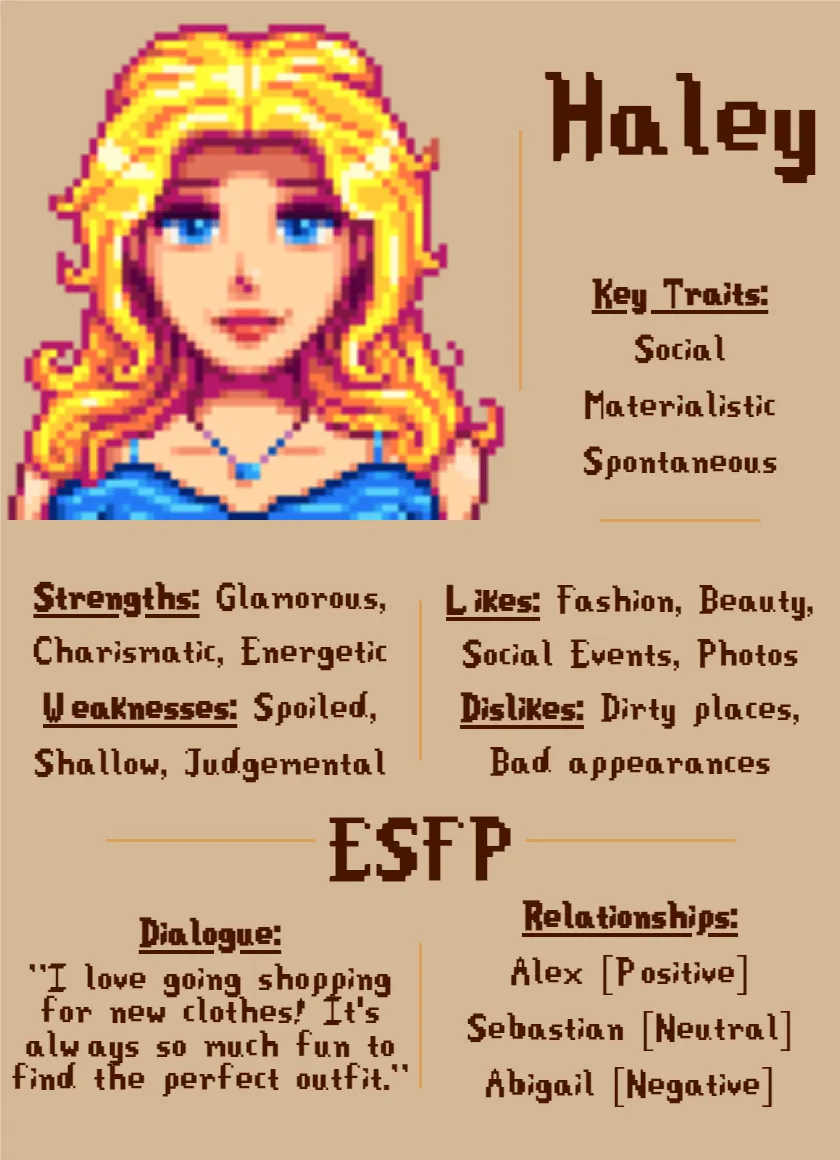 Haley
Key Traits:
Social
Materialistic
Spontaneous
Strengths: Glamorous,
Charismatic, Energetic
Weaknesses: Spoiled,
Shallow, Judgemental
Likes: Fashion, Beauty,
Social Events, Photos
Dislikes: Dirty places,
Bad appearances
ESFP
Dialogue:
"I love going shopping
for new clothes! It's
always so much fun to
find the perfect outfit."
Relationships:
Alex [Positive]
Sebastian [Neutral]
Abigail [Negative]